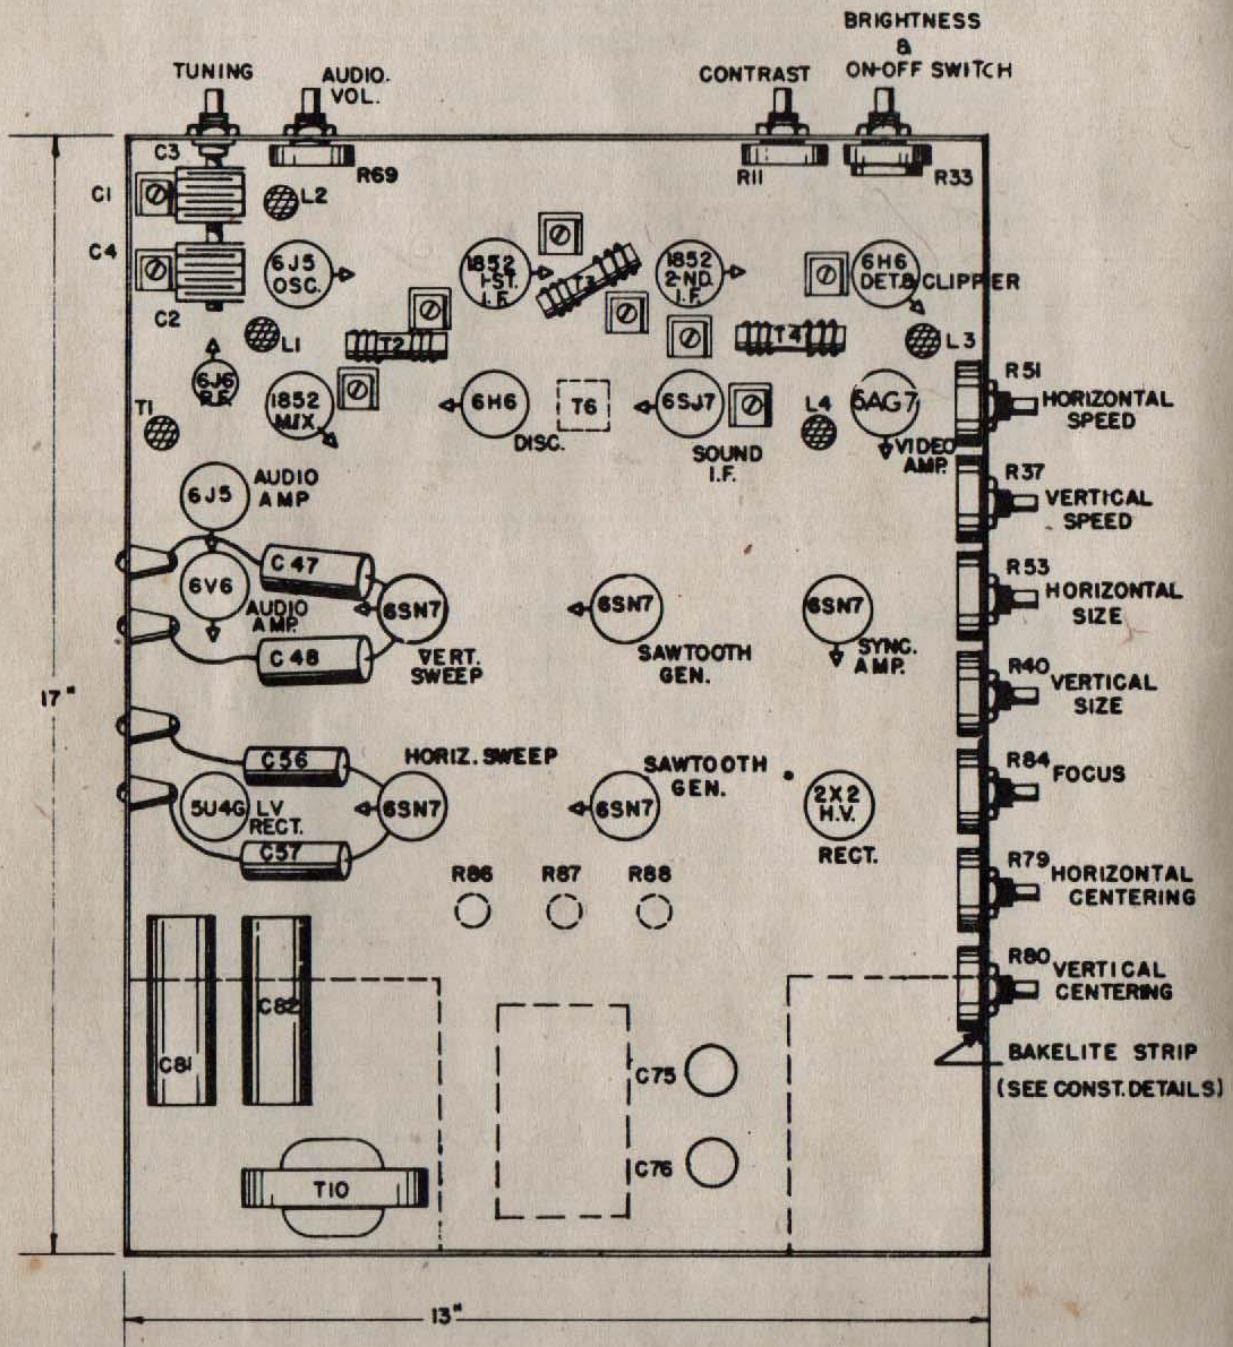 BRIGHTNESS
&
ON-OFF SWITCH
TUNING
AUDIO.
VOL.
CONTRAST
C3
R69
R11
R33
C1
L2
C4
6J5
OSC.
1852
1-ST.
I.F.
T3
1852
2-ND.
I.F.
6H6
DET.& CLIPPER
C2
L1
T2
T4
L3
6J6
R.F.
T1
1852
MIX
6H6
DISC.
T6
6SJ7
SOUND
I.F.
L4
6AG7
VIDEO
AMP.
R51
HORIZONTAL
SPEED
6J5
AUDIO
AMP
R37
VERTICAL
SPEED
C47
6V6
AUDIO
AMP.
C48
6SN7
VERT.
SWEEP
6SN7
SAWTOOTH
GEN.
6SN7
SYNC.
AMP.
R53
HORIZONTAL
SIZE
R40
VERTICAL
SIZE
17"
C56
HORIZ. SWEEP
SAWTOOTH
GEN.
R84
FOCUS
5U4G
LV
RECT.
6SN7
6SN7
2X2
H.V.
RECT.
C57
R86
R87
R88
R79
HORIZONTAL
CENTERING
R80
VERTICAL
CENTERING
C82
C81
C75
C76
BAKELITE STRIP
(SEE CONST. DETAILS)
T10
13"